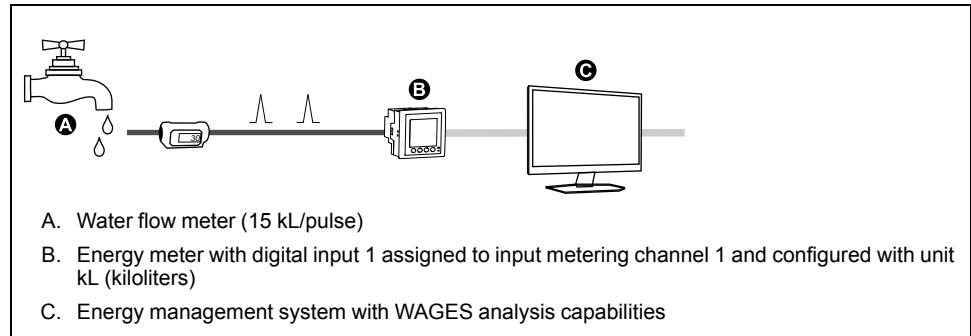 C
B
A
30
A. Water flow meter (15 kL/pulse)
B. Energy meter with digital input 1 assigned to input metering channel 1 and configured with unit
kL (kiloliters)
C. Energy management system with WAGES analysis capabilities